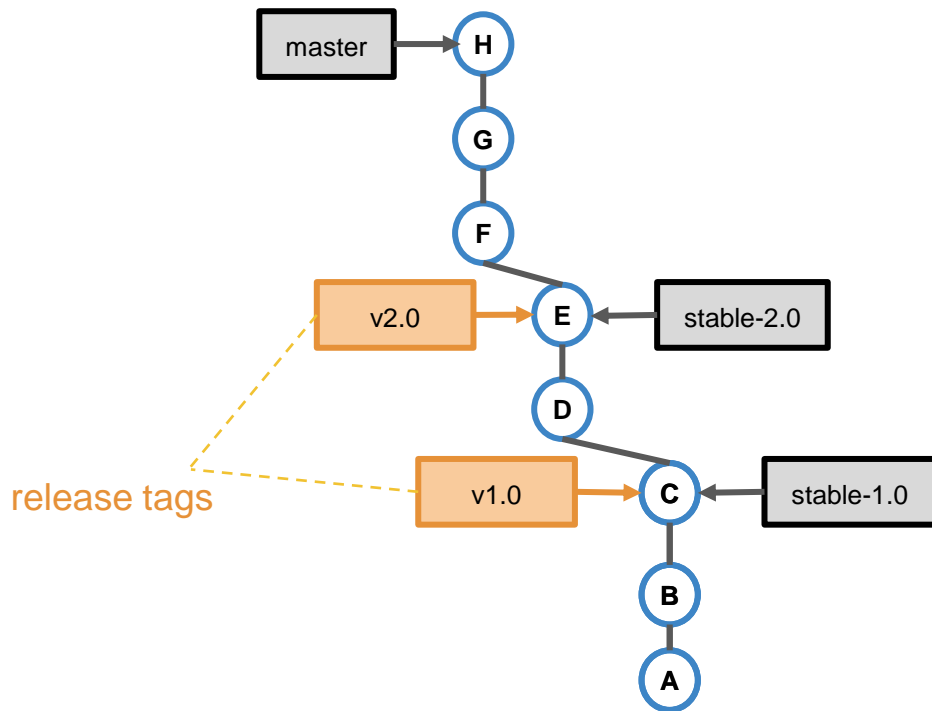 master
H
G
F
v2.0
E
stable-2.0
D
release tags
v1.0
C
stable-1.0
B
A